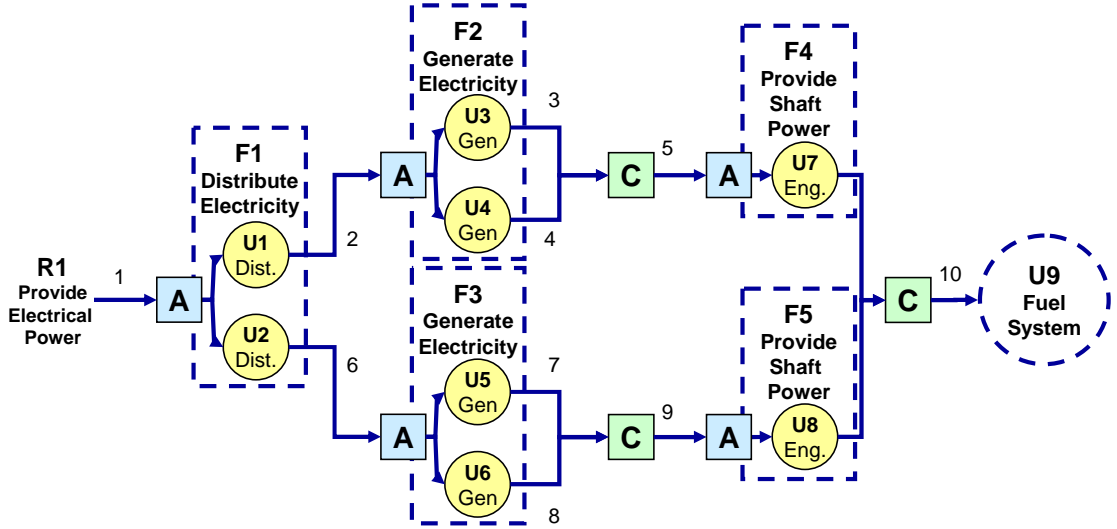 R1
Provide
Electrical
Power
1
A
F1
Distribute
Electricity
U1
Dist.
U2
Dist.
2
6
A
F2
Generate
Electricity
U3
Gen
U4
Gen
3
4
A
F3
Generate
Electricity
U5
Gen
U6
Gen
7
8
C
5
A
F4
Provide
Shaft
Power
U7
Eng.
C
9
A
F5
Provide
Shaft
Power
U8
Eng.
C
10
U9
Fuel
System